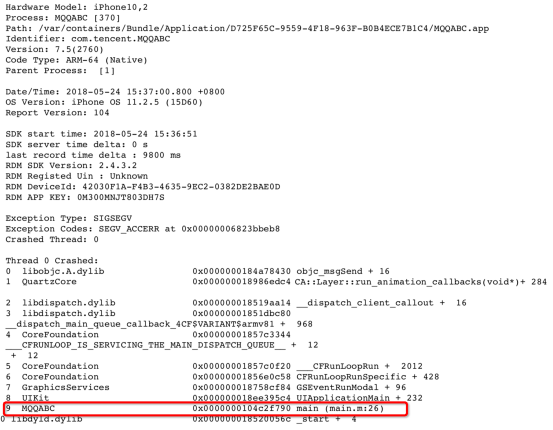 Hardware Model: iPhone10,2
Process: MQQABC [370]
Path: /var/containers/Bundle/Application/D725F65C-9559-4F18-963F-B0B4ECE7B1C4/MQQABC.app
Identifier: com.tencent.MQQABC
Version: 7.5(2760)
Code Type: ARM-64 (Native)
Parent Process:  [1]
Date/Time: 2018-05-24 15:37:00.800 +0800
OS Version: iPhone OS 11.2.5 (15D60)
Report Version: 104
SDK start time: 2018-05-24 15:36:51
SDK server time delta: 0 s
last record time delta : 9800 ms
RDM SDK Version: 2.4.3.2
RDM Registed Uin : Unknown
RDM DeviceId: 42030F1A-F4B3-4635-9EC2-0382DE2BAE0D
RDM APP KEY: 0M300MNJT803DH7S
Exception Type: SIGSEGV
Exception Codes: SEGV_ACCERR at 0x00000006823bbeb8
Crashed Thread: 0
Thread 0 Crashed:
0 libobjc.A.dylib 0x0000000184a78430 objc_msgSend + 16
1 QuartzCore 0x000000018986edc4 CA::Layer::run_animation_callbacks(void*)+ 284
2 libdispatch.dylib 0x000000018519aa14 __dispatch_client_callout + 16
3 libdispatch.dylib 0x00000001851dbc80
__dispatch_main_queue_callback_4CF$VARIANT$armv81 + 968
4 CoreFoundation 0x00000001857c3344
___CFRUNLOOP_IS_SERVICING_THE_MAIN_DISPATCH_QUEUE__ + 12
+ 12
5 CoreFoundation 0x00000001857c0f20 ___CFRunLoopRun + 2012
6 CoreFoundation 0x00000001856e0c58 CFRunLoopRunSpecific + 428
7 GraphicsServices 0x000000018758cf84 GSEventRunModal + 96
8 UIKit 0x000000018ee395c4 UIApplicationMain + 232
9 MQQABC 0x0000000104c2f790 main (main.m:26)
0 libdyld.dylib 0x000000018520056c _start + 4